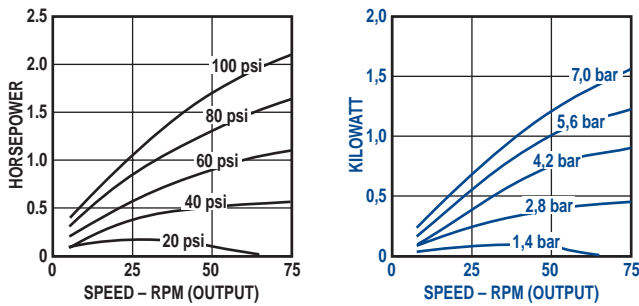 HORSEPOWER
2.5
2.0
1.5
1.0
0.5
0
100 psi
80 psi
60 psi
40 psi
20 psi
0
25
50
75
SPEED – RPM (OUTPUT)
KILOWATT
2,0
1,5
1,0
0,5
0
7,0 bar
5,6 bar
4,2 bar
2,8 bar
1,4 bar
0
25
50
75
SPEED – RPM (OUTPUT)